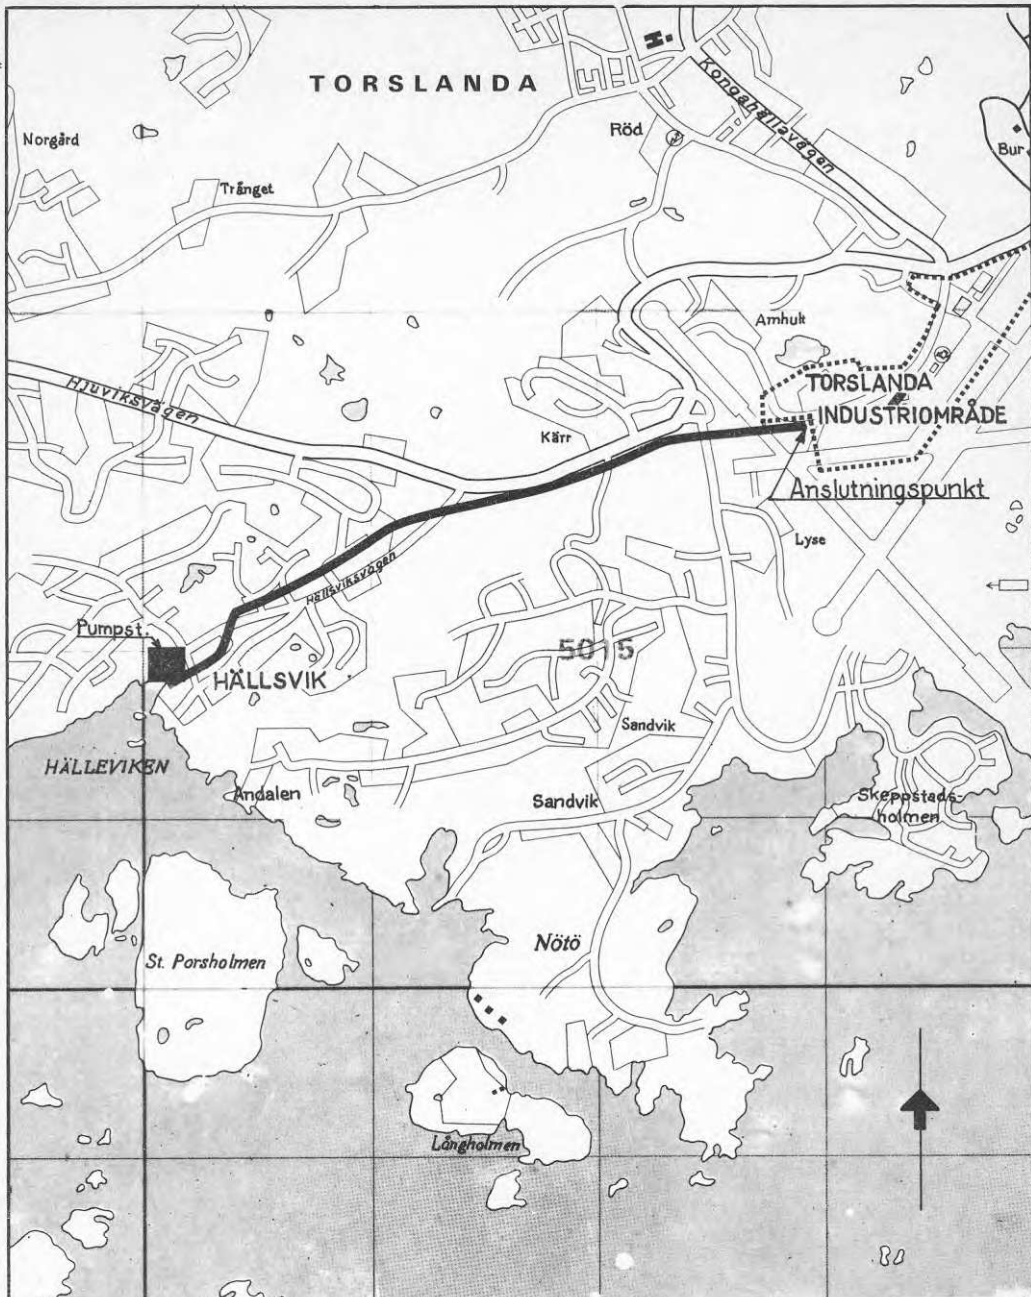 TORSLANDA
H.
Kongahällavägen
Norgård
Röd
Bur.
Trånget
Amhuk
Hjuviksvägen
TORSLANDA
INDUSTRIOMRÅDE
Kärr
Anslutningspunkt
Lyse
Hällsviksvägen
Pumpst.
5015
HÄLLSVIK
Sandvik
HÄLLEVIKEN
Andalen
Sandvik
Skeppstads-
holmen
Nötö
St. Porsholmen
Långholmen